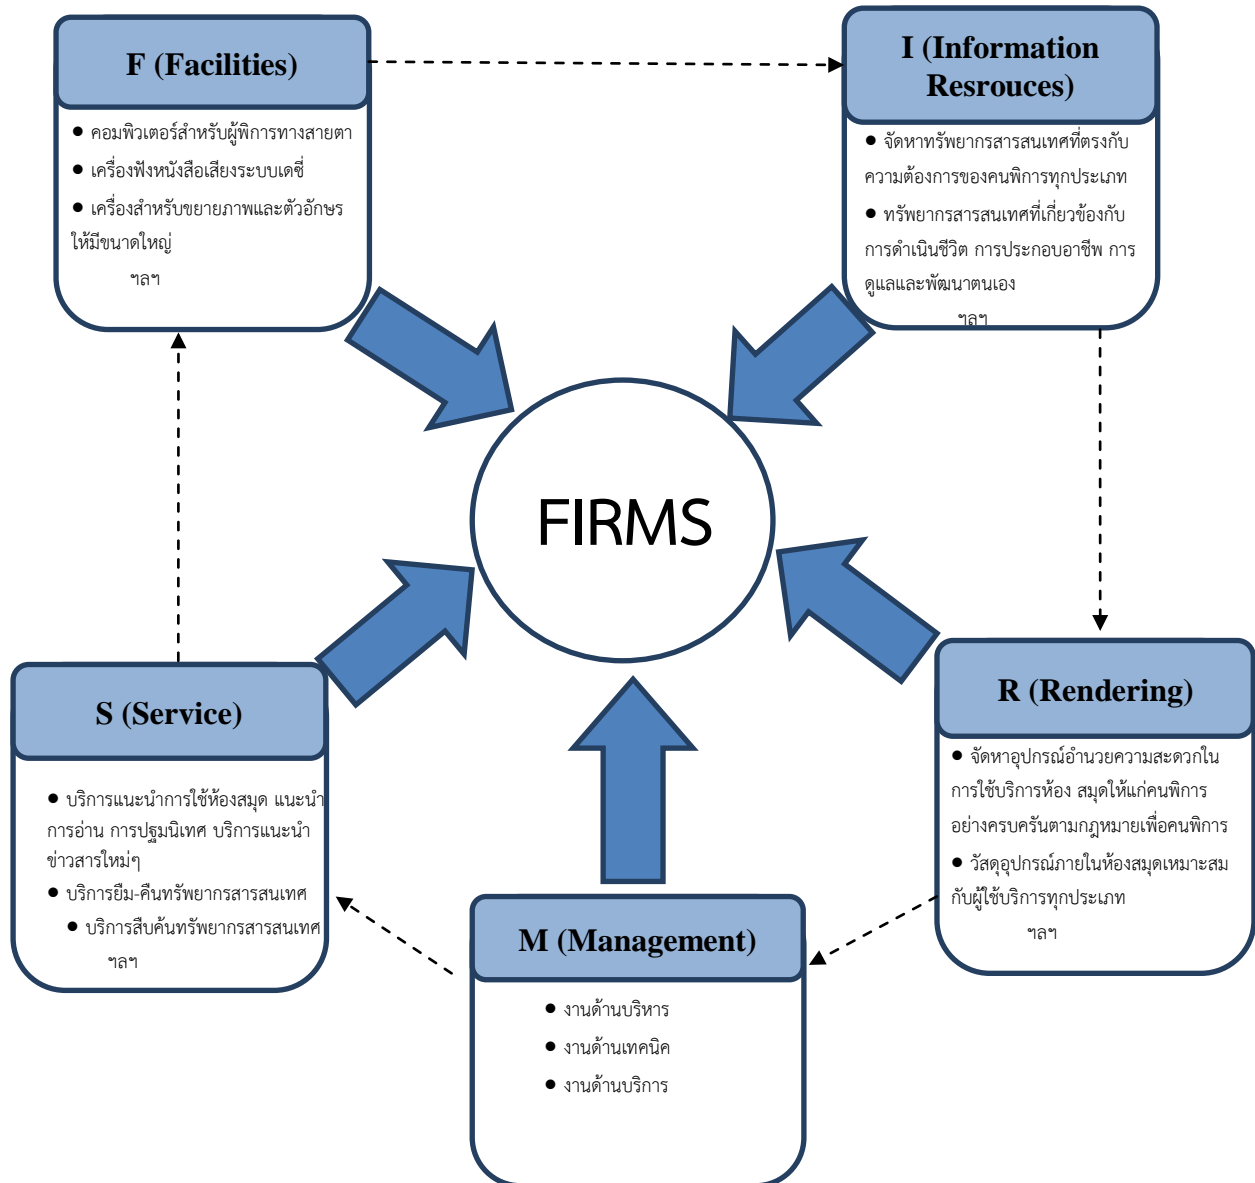 F (Facilities)
● คอมพิวเตอร์สำหรับผู้พิการทางสายตา
● เครื่องฟังหนังสือเสียงระบบเดซี่
● เครื่องสำหรับขยายภาพและตัวอักษร
ให้มีขนาดใหญ่
ฯลฯ
I (Information
Resrouces)
● จัดหาทรัพยากรสารสนเทศที่ตรงกับ
ความต้องการของคนพิการทุกประเภท
● ทรัพยากรสารสนเทศที่เกี่ยวข้องกับ
การดำเนินชีวิต การประกอบอาชีพ การ
ดูแลและพัฒนาตนเอง
ฯลฯ
FIRMS
S (Service)
● บริการแนะนำการใช้ห้องสมุด แนะนำ
การอ่าน การปฐมนิเทศ บริการแนะนำ
ข่าวสารใหม่ๆ
● บริการยืม-คืนทรัพยากรสารสนเทศ
● บริการสืบค้นทรัพยากรสารสนเทศ
ฯลฯ
R (Rendering)
● จัดหาอุปกรณ์อำนวยความสะดวกใน
การใช้บริการห้อง สมุดให้แก่คนพิการ
อย่างครบครันตามกฎหมายเพื่อคนพิการ
● วัสดุอุปกรณ์ภายในห้องสมุดเหมาะสม
กับผู้ใช้บริการทุกประเภท
ฯลฯ
M (Management)
● งานด้านบริหาร
● งานด้านเทคนิค
● งานด้านบริการ